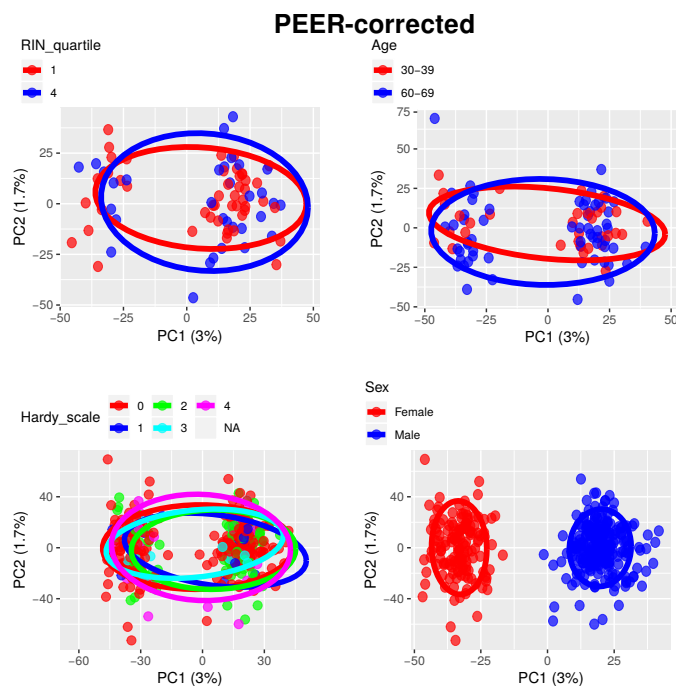 PEER-corrected
RIN_quartile
1
4
25
0
−25
−50
−50 −25 0 25 50
PC1 (3%)
PC2 (1.7%)
Age
30−39
60−69
75
50
25
0
−25
−50
−50 −25 0 25 50
PC1 (3%)
PC2 (1.7%)
Hardy_scale
0 2 4
1 3 NA
40
0
−40
−60 −30 0 30
PC1 (3%)
PC2 (1.7%)
Sex
Female
Male
40
0
−40
−50 −25 0 25
PC1 (3%)
PC2 (1.7%)